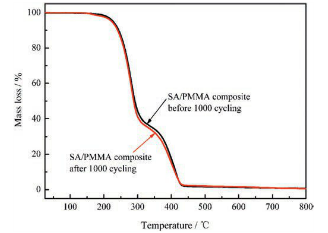 100
80
60
40
20
0
Mass loss / %
SA/PMMA composite
before 1000 cycling
SA/PMMA composite
after 1000 cycling
100 200 300 400 500 600 700 800
Temperature / ℃